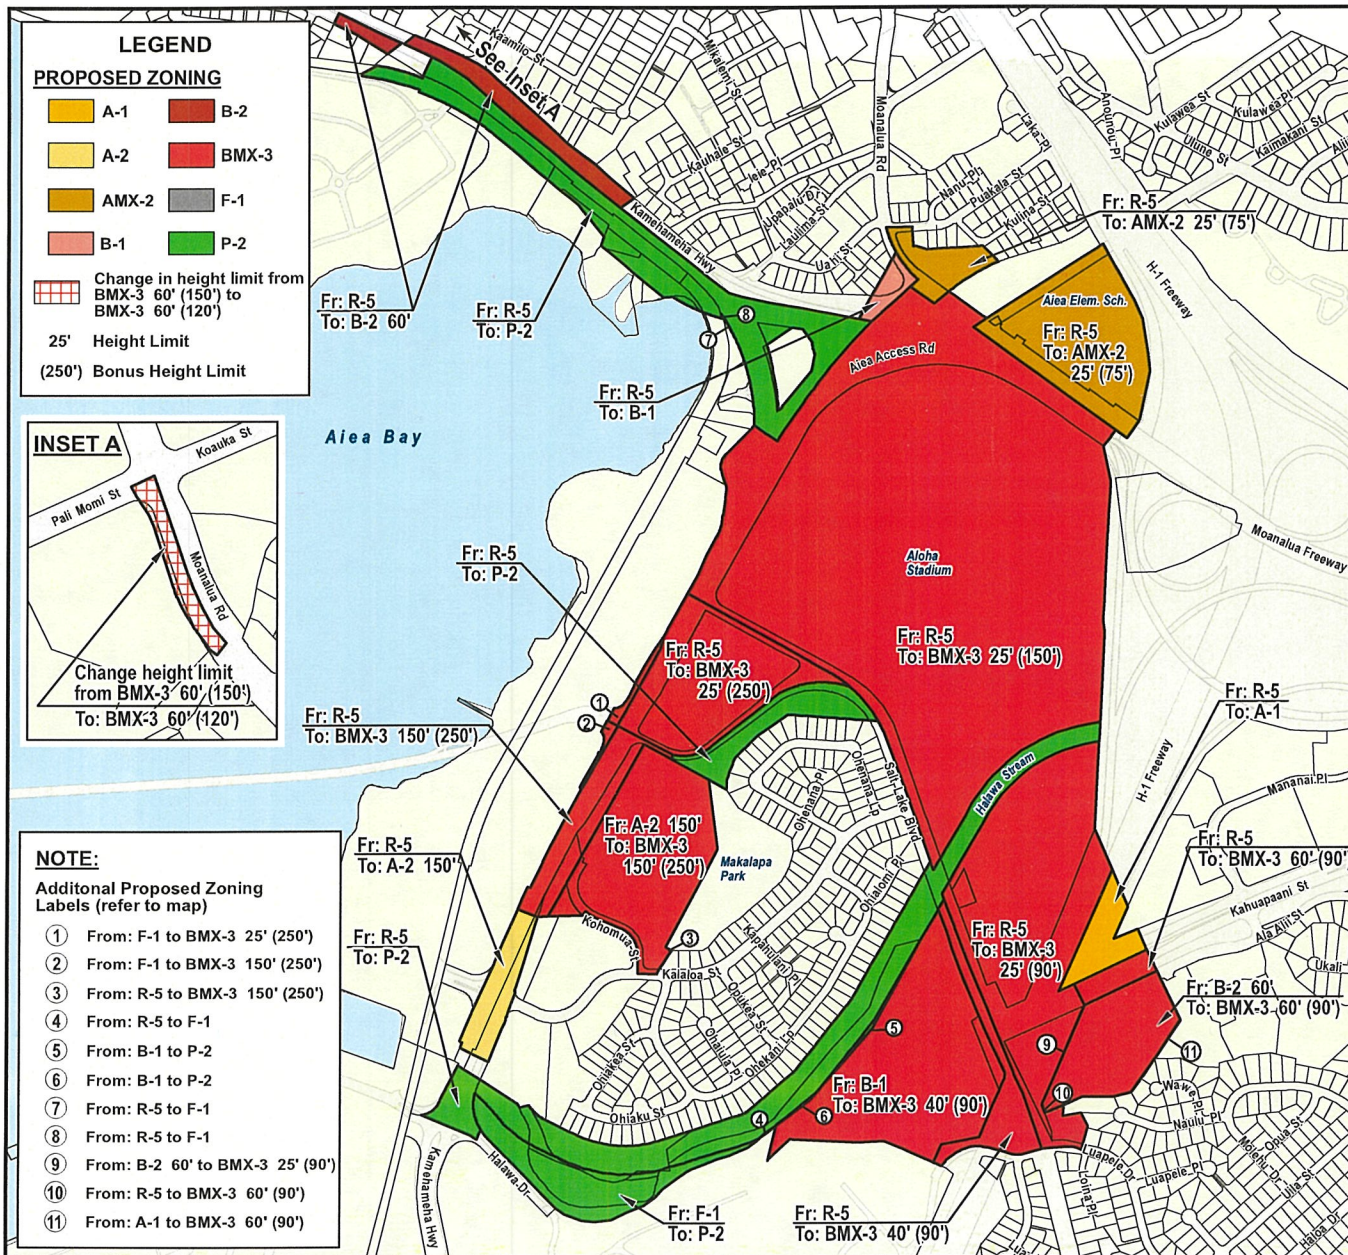 LEGEND
PROPOSED ZONING
A-1
B-2
A-2
BMX-3
AMX-2
F-1
B-1
P-2
Change in height limit from
BMX-3 60' (150') to
BMX-3 60' (120')
25' Height Limit
(250') Bonus Height Limit
INSET A
Koauka St
Pali Momi St
Moanalua Rd
Change height limit
from BMX-3 60' (150')
To: BMX-3 60' (120')
NOTE:
Additonal Proposed Zoning
Labels (refer to map)
1 From: F-1 to BMX-3 25' (250')
2 From: F-1 to BMX-3 150' (250')
3 From: R-5 to BMX-3 150' (250')
4 From: R-5 to F-1
5 From: B-1 to P-2
6 From: B-1 to P-2
7 From: R-5 to F-1
8 From: R-5 to F-1
9 From: B-2 60' to BMX-3 25' (90')
10 From: R-5 to BMX-3 60' (90')
11 From: A-1 to BMX-3 60' (90')
See Inset A
Kaamilo St
Mikalemi St
Kauhale St
Ieie Pl
Upapalu Dr
Laulima St
Uahi St
Moanalua Rd
Nanu Pl
Puakala St
Kulina St
Laka Pl
Anounou Pl
Kulawea St
Kulawea Pl
Ulune St
Kaimakani St
Kamehameha Hwy
Fr: R-5
To: B-2 60'
Fr: R-5
To: P-2
Fr: R-5
To: B-1
Fr: R-5
To: AMX-2 25' (75')
Aiea Elem. Sch.
Fr: R-5
To: AMX-2
25' (75')
H-1 Freeway
7
8
Aiea Access Rd
Aiea Bay
Moanalua Freeway
Aloha
Stadium
Fr: R-5
To: P-2
Fr: R-5
To: BMX-3 25' (150')
Fr: R-5
To: BMX-3
25' (250')
Fr: R-5
To: A-1
1
2
Fr: R-5
To: BMX-3 150' (250')
Halawa Stream
H-1 Freeway
Mananai Pl
Salt Lake Blvd
Ohenana Pl
Ohenana Lp
Ohialomi Pl
Fr: A-2 150'
To: BMX-3
150' (250')
Makalapa
Park
Fr: R-5
To: A-2 150'
Fr: R-5
To: BMX-3 60' (90')
Kahuapaani St
Ala Alii St
Ukali
Fr: R-5
To: P-2
Kohomua St
3
Kalaloa St
Kapahulani Pl
Opukea St
Ohaiula Pl
Ohekani Lp
Ohiakea St
Ohiaku St
Fr: R-5
To: BMX-3
25' (90')
Fr: B-2 60'
To: BMX-3 60' (90')
5
9
11
10
Fr: B-1
To: BMX-3 40' (90')
4
6
Wawe Pl
Naulu Pl
Opua St
Molehu Dr
Luapele Dr
Luapele Pl
Loina Pl
Ulia St
Haloa Dr
Kamehameha Hwy
Halawa Dr
Fr: F-1
To: P-2
Fr: R-5
To: BMX-3 40' (90')